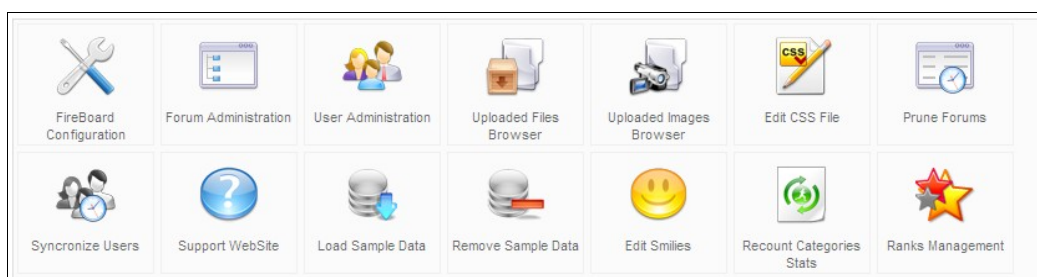 FireBoard
Configuration
Forum Administration
User Administration
Uploaded Files
Browser
Uploaded Images
Browser
CSS
Edit CSS File
Prune Forums
Syncronize Users
?
Support WebSite
Load Sample Data
Remove Sample Data
Edit Smilies
Recount Categories
Stats
Ranks Management